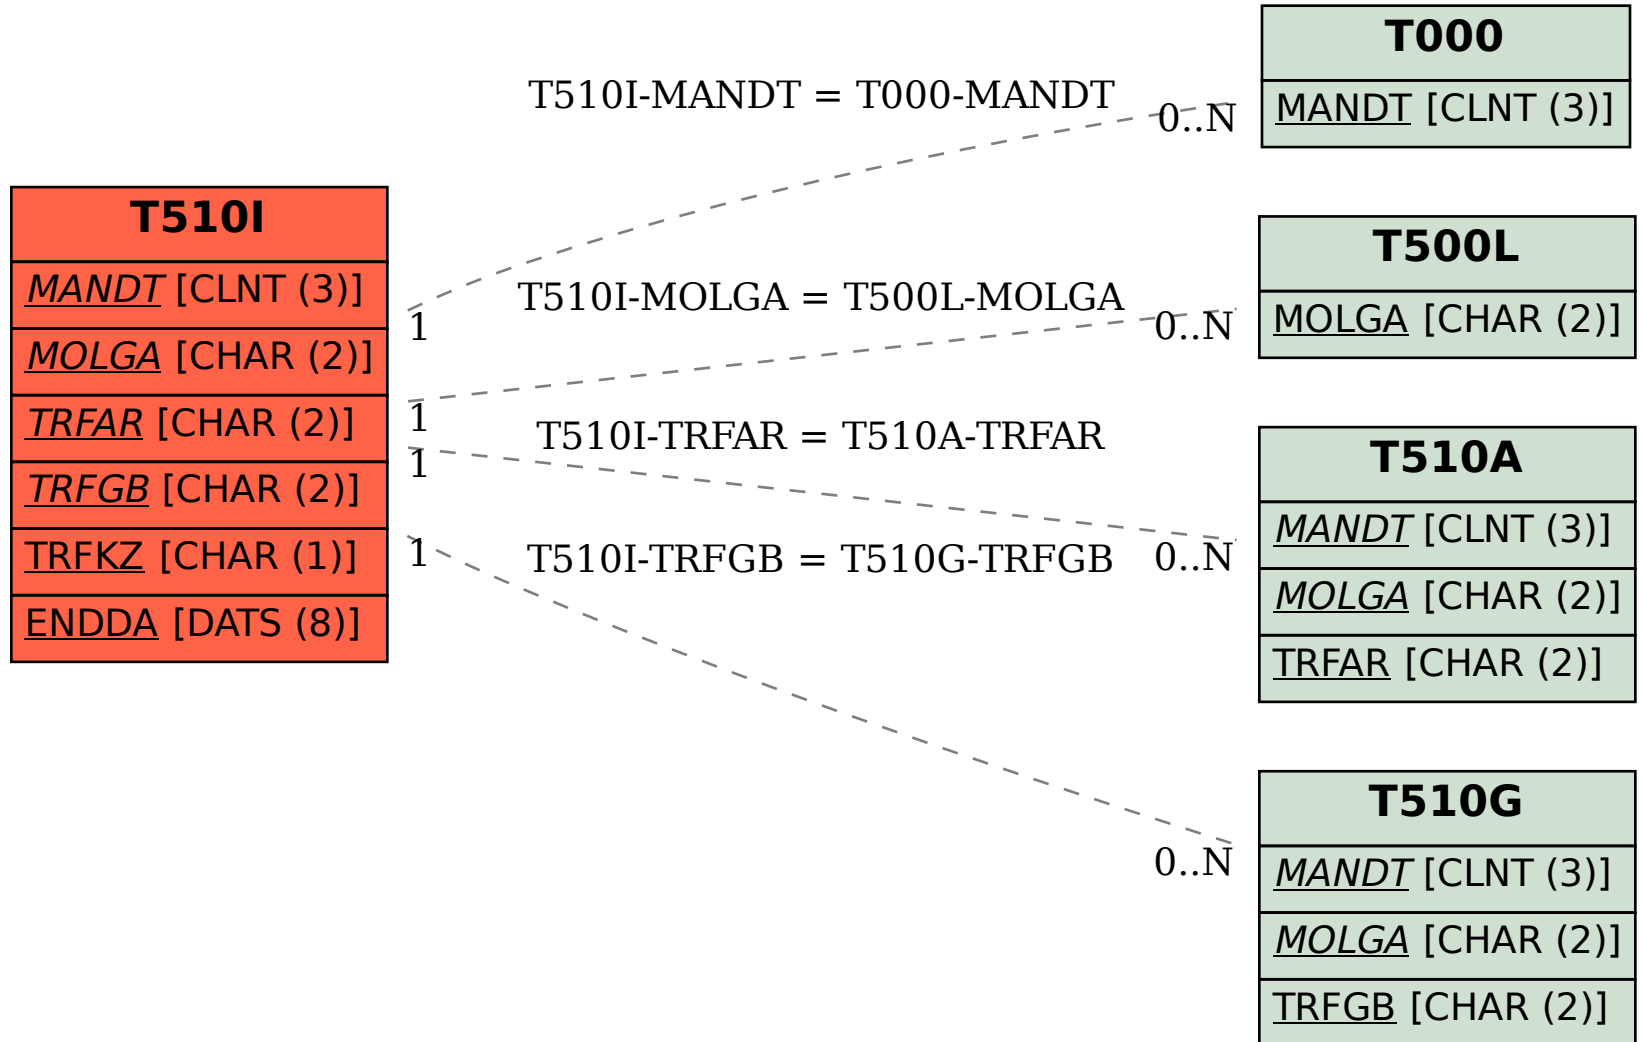 T510I
MANDT [CLNT (3)]
MOLGA [CHAR (2)]
TRFAR [CHAR (2)]
TRFGB [CHAR (2)]
TRFKZ [CHAR (1)]
ENDDA [DATS (8)]
T510I-MANDT = T000-MANDT
0..N
1
T510I-MOLGA = T500L-MOLGA
0..N
1
T510I-TRFAR = T510A-TRFAR
1
0..N
T510I-TRFGB = T510G-TRFGB
1
0..N
T000
MANDT [CLNT (3)]
T500L
MOLGA [CHAR (2)]
T510A
MANDT [CLNT (3)]
MOLGA [CHAR (2)]
TRFAR [CHAR (2)]
T510G
MANDT [CLNT (3)]
MOLGA [CHAR (2)]
TRFGB [CHAR (2)]